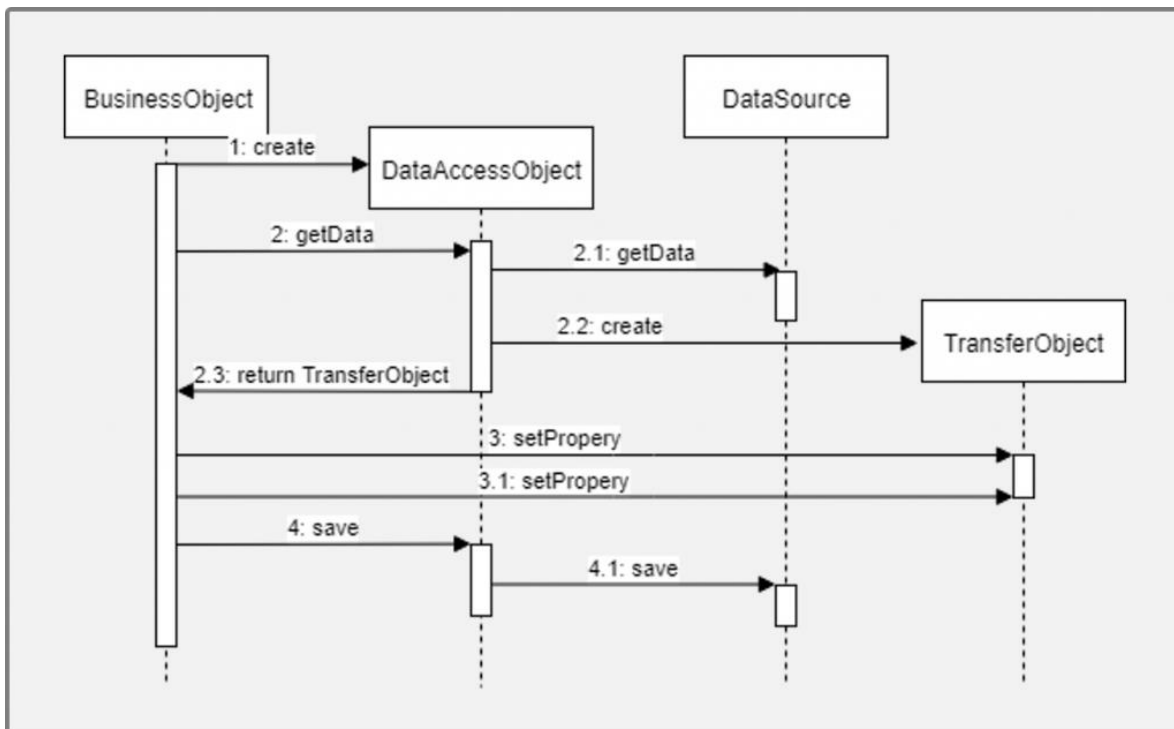 BusinessObject
DataSource
1: create
DataAccessObject
2: getData
2.1: getData
2.2: create
TransferObject
2.3: return TransferObject
3: setPropery
3.1: setPropery
4: save
4.1: save